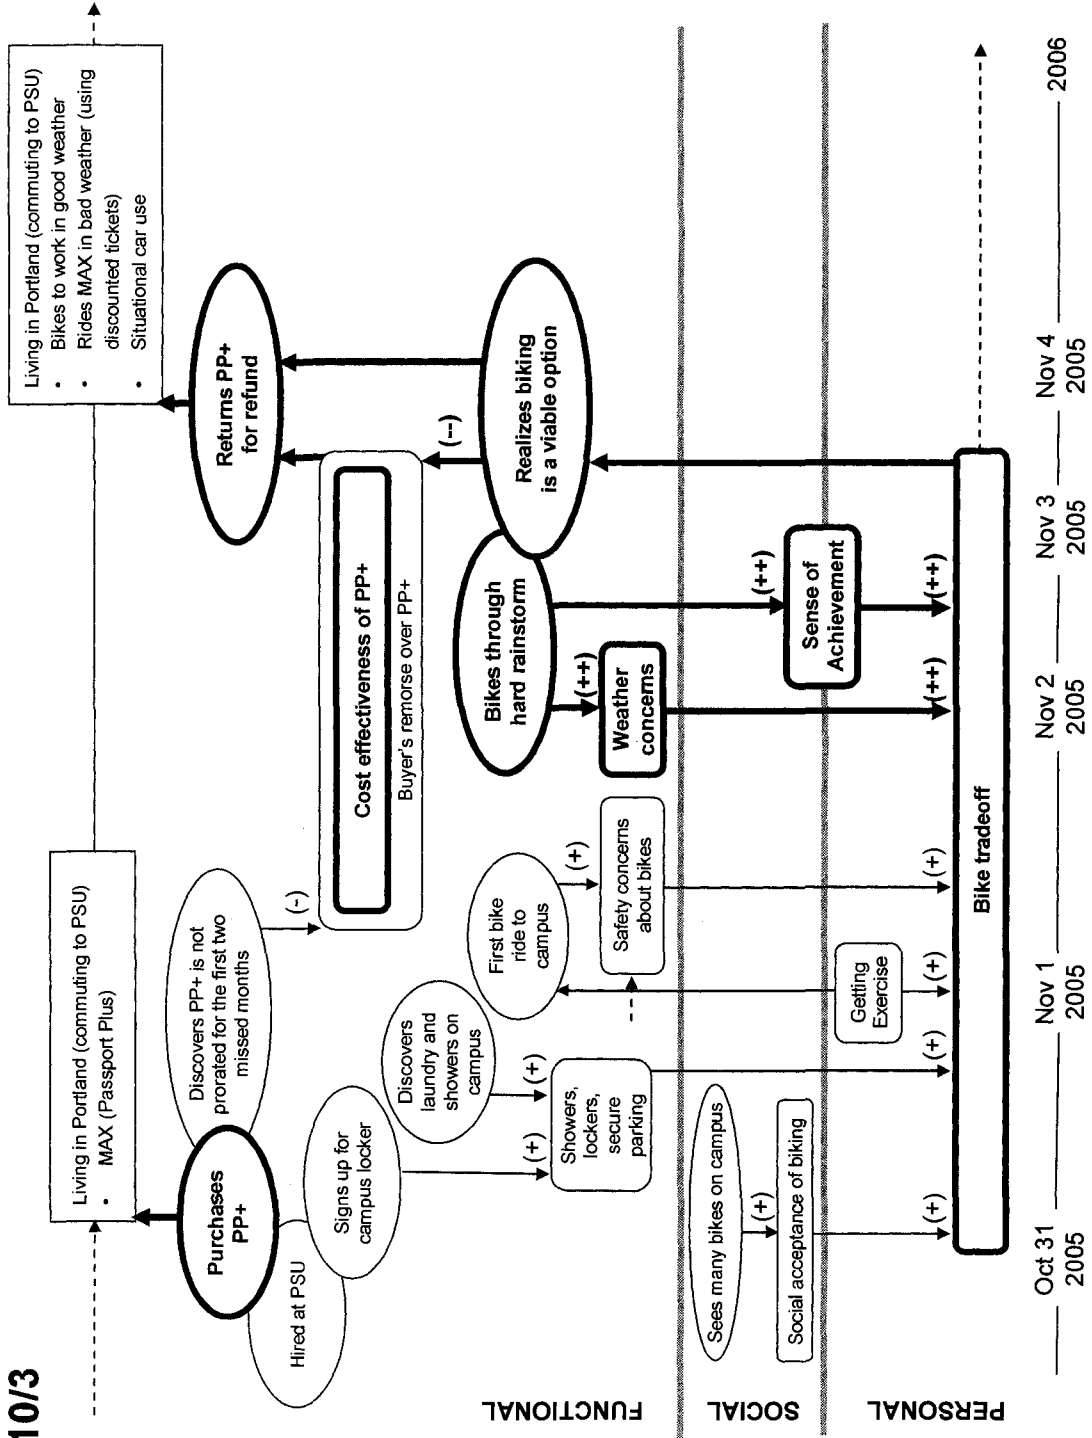 10/3
Living in Portland (commuting to PSU)
• MAX (Passport Plus)
Living in Portland (commuting to PSU)
• Bikes to work in good weather
• Rides MAX in bad weather (using
discounted tickets)
• Situational car use
Purchases
PP+
Discovers PP+ is not
prorated for the first two
missed months
Returns PP+
for refund
Hired at PSU
Signs up for
campus locker
(-)
Cost effectiveness of PP+
Buyer's remorse over PP+
(--)
Discovers
laundry and
showers on
campus
First bike
ride to
campus
Bikes through
hard rainstorm
Realizes biking
is a viable option
(+)
(+)
(+)
(++)
Showers,
lockers,
secure
parking
Safety concerns
about bikes
Weather
concerns
FUNCTIONAL
Sees many bikes on campus
(+)
(++)
Social acceptance of biking
Sense of
Achievement
SOCIAL
Getting
Exercise
(+)
(+)
(+)
(+)
(++)
(++)
Bike tradeoff
PERSONAL
Oct 31
2005
Nov 1
2005
Nov 2
2005
Nov 3
2005
Nov 4
2005
2006